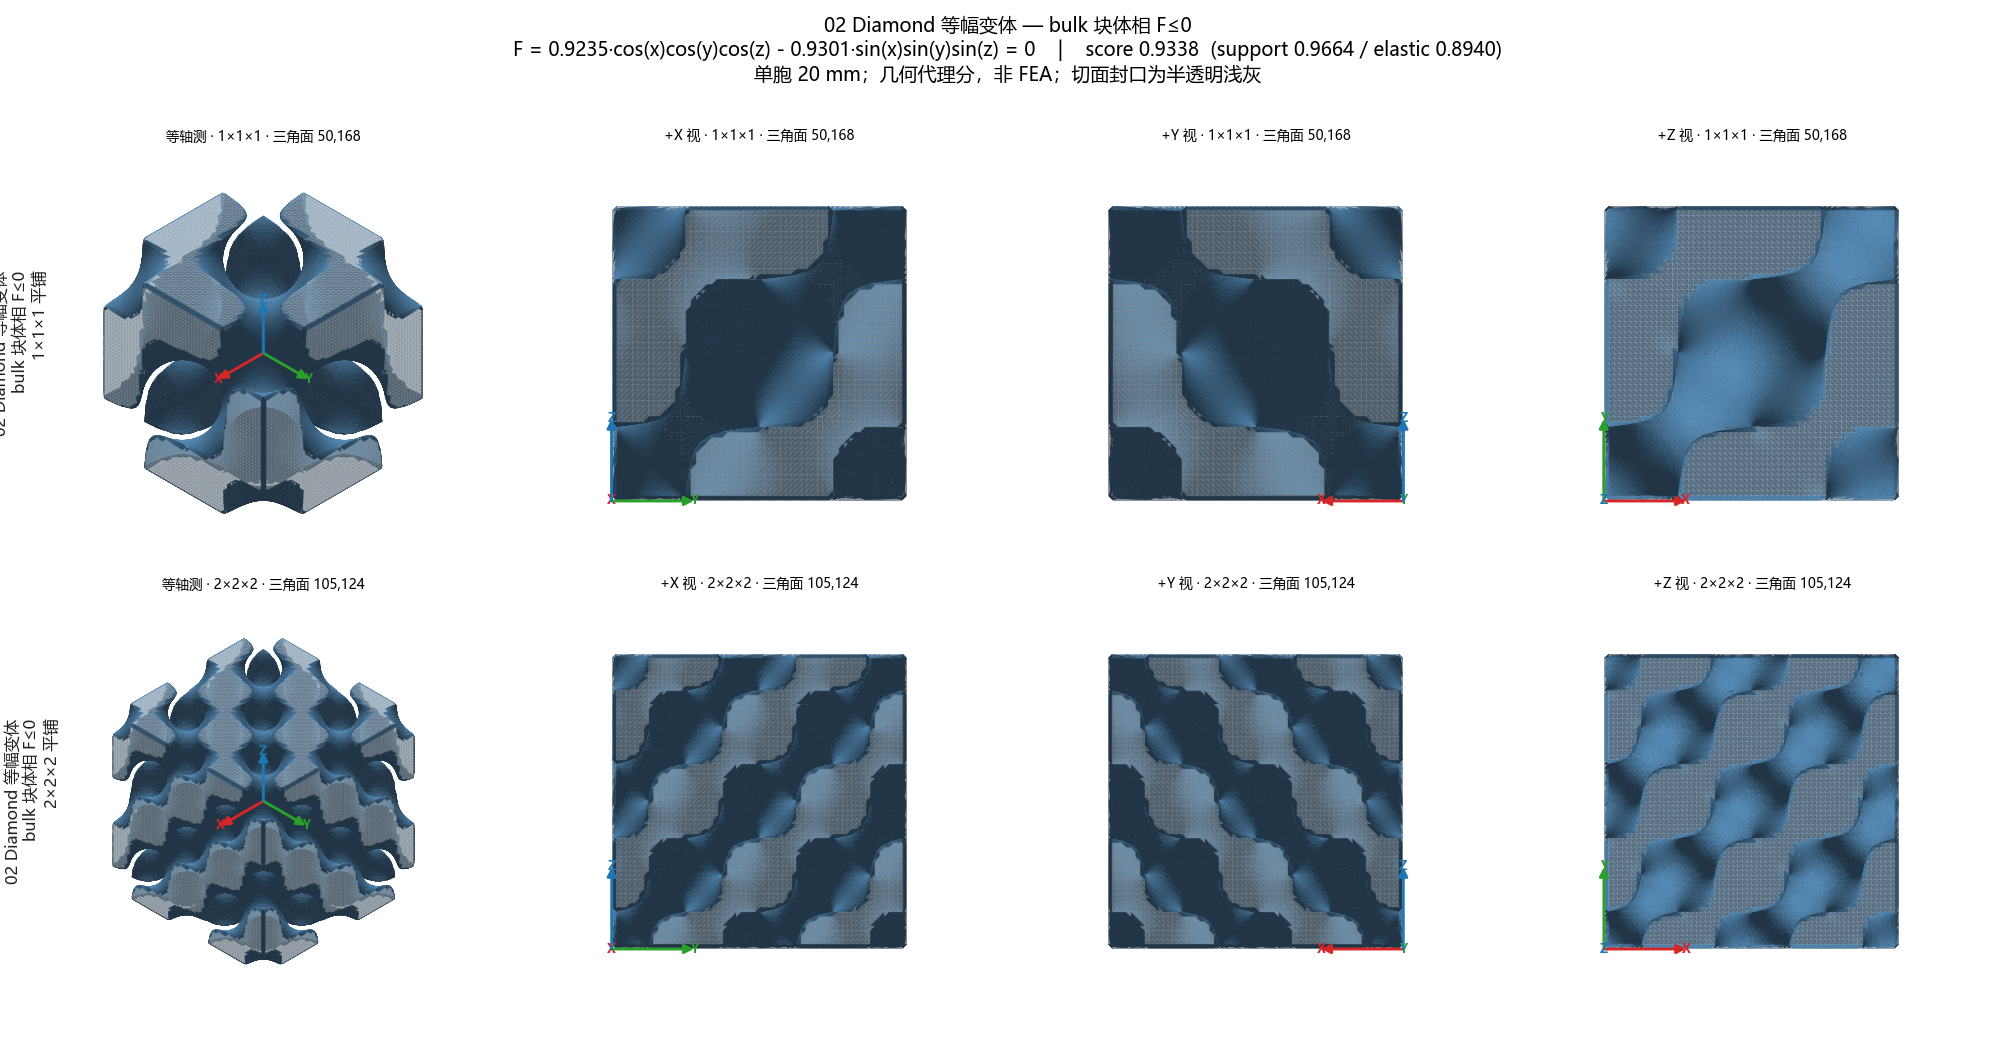 02 Diamond 等幅变体 — bulk 块体相 F≤0
F = 0.9235·cos(x)cos(y)cos(z) - 0.9301·sin(x)sin(y)sin(z) = 0 | score 0.9338 (support 0.9664 / elastic 0.8940)
单胞 20 mm；几何代理分，非 FEA；切面封口为半透明浅灰
等轴测 · 1×1×1 · 三角面 50,168
+X 视 · 1×1×1 · 三角面 50,168
+Y 视 · 1×1×1 · 三角面 50,168
+Z 视 · 1×1×1 · 三角面 50,168
02 Diamond 等幅变体
bulk 块体相 F≤0
1×1×1 平铺
Z
X
Y
Z
X
Y
Z
X
Y
Y
Z
X
等轴测 · 2×2×2 · 三角面 105,124
+X 视 · 2×2×2 · 三角面 105,124
+Y 视 · 2×2×2 · 三角面 105,124
+Z 视 · 2×2×2 · 三角面 105,124
02 Diamond 等幅变体
bulk 块体相 F≤0
2×2×2 平铺
Z
X
Y
Z
X
Y
Z
X
Y
Y
Z
X